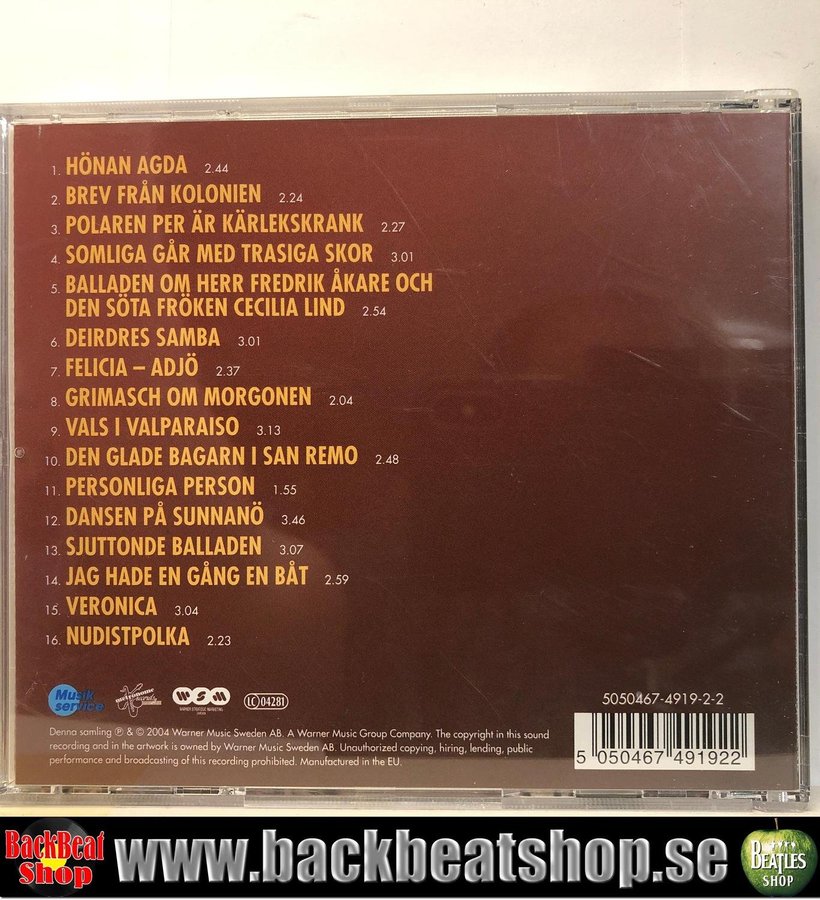 1. HÖNAN AGDA 2.44
2. BREV FRÅN KOLONIEN 2.24
3. POLAREN PER ÄR KÄRLEKSKRANK 2.27
4. SOMLIGA GÅR MED TRASIGA SKOR 3.01
5. BALLADEN OM HERR FREDRIK ÅKARE OCH
DEN SÖTA FRÖKEN CECILIA LIND 2.54
6. DEIRDRES SAMBA 3.01
7. FELICIA – ADJÖ 2.37
8. GRIMASCH OM MORGONEN 2.04
9. VALS I VALPARAISO 3.13
10. DEN GLADE BAGARN I SAN REMO 2.48
11. PERSONLIGA PERSON 1.55
12. DANSEN PÅ SUNNANÖ 3.46
13. SJUTTONDE BALLADEN 3.07
14. JAG HADE EN GÅNG EN BÅT 2.59
15. VERONICA 3.04
16. NUDISTPOLKA 2.23
Musik
service
metronome
records
WSM
WARNER STRATEGIC MARKETING
SWEDEN
LC 04281
Denna samling ℗ & © 2004 Warner Music Sweden AB. A Warner Music Group Company. The copyright in this sound
recording and in the artwork is owned by Warner Music Sweden AB. Unauthorized copying, hiring, lending, public
performance and broadcasting of this recording prohibited. Manufactured in the EU.
5050467-4919-2-2
5 050467 491922
BackBeat
Shop
www.backbeatshop.se
BEATLES
SHOP